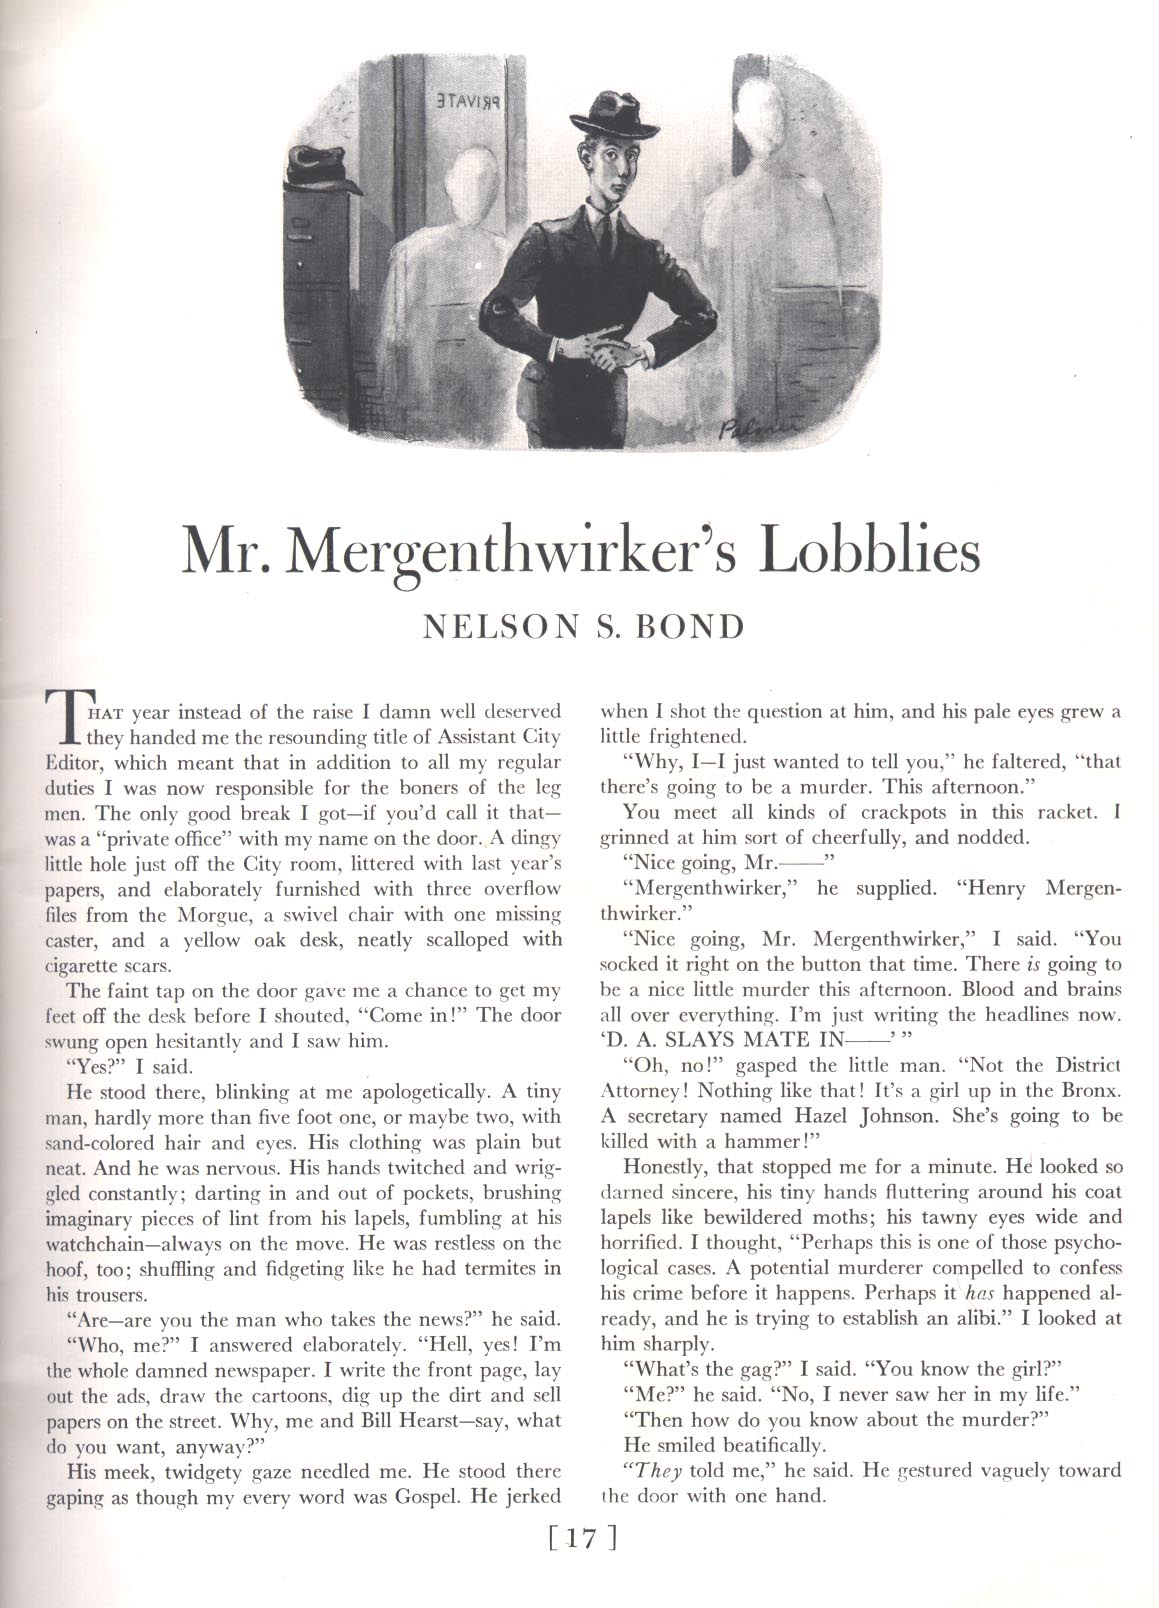 PRIVATE
Palmer
Mr. Mergenthwirker's Lobblies
NELSON S. BOND
THAT year instead of the raise I damn well deserved
they handed me the resounding title of Assistant City
Editor, which meant that in addition to all my regular
duties I was now responsible for the boners of the leg
men. The only good break I got—if you'd call it that—
was a “private office” with my name on the door. A dingy
little hole just off the City room, littered with last year's
papers, and elaborately furnished with three overflow
files from the Morgue, a swivel chair with one missing
caster, and a yellow oak desk, neatly scalloped with
cigarette scars.
The faint tap on the door gave me a chance to get my
feet off the desk before I shouted, “Come in!” The door
swung open hesitantly and I saw him.
“Yes?” I said.
He stood there, blinking at me apologetically. A tiny
man, hardly more than five foot one, or maybe two, with
sand-colored hair and eyes. His clothing was plain but
neat. And he was nervous. His hands twitched and wrig-
gled constantly; darting in and out of pockets, brushing
imaginary pieces of lint from his lapels, fumbling at his
watchchain—always on the move. He was restless on the
hoof, too; shuffling and fidgeting like he had termites in
his trousers.
“Are—are you the man who takes the news?” he said.
“Who, me?” I answered elaborately. “Hell, yes! I'm
the whole damned newspaper. I write the front page, lay
out the ads, draw the cartoons, dig up the dirt and sell
papers on the street. Why, me and Bill Hearst—say, what
do you want, anyway?”
His meek, twidgety gaze needled me. He stood there
gaping as though my every word was Gospel. He jerked
when I shot the question at him, and his pale eyes grew a
little frightened.
“Why, I—I just wanted to tell you,” he faltered, “that
there's going to be a murder. This afternoon.”
You meet all kinds of crackpots in this racket. I
grinned at him sort of cheerfully, and nodded.
“Nice going, Mr.——”
“Mergenthwirker,” he supplied. “Henry Mergen-
thwirker.”
“Nice going, Mr. Mergenthwirker,” I said. “You
socked it right on the button that time. There is going to
be a nice little murder this afternoon. Blood and brains
all over everything. I'm just writing the headlines now.
‘D. A. SLAYS MATE IN——’ ”
“Oh, no!” gasped the little man. “Not the District
Attorney! Nothing like that! It's a girl up in the Bronx.
A secretary named Hazel Johnson. She's going to be
killed with a hammer!”
Honestly, that stopped me for a minute. He looked so
darned sincere, his tiny hands fluttering around his coat
lapels like bewildered moths; his tawny eyes wide and
horrified. I thought, “Perhaps this is one of those psycho-
logical cases. A potential murderer compelled to confess
his crime before it happens. Perhaps it has happened al-
ready, and he is trying to establish an alibi.” I looked at
him sharply.
“What's the gag?” I said. “You know the girl?”
“Me?” he said. “No, I never saw her in my life.”
“Then how do you know about the murder?”
He smiled beatifically.
“They told me,” he said. He gestured vaguely toward
the door with one hand.
[ 17 ]